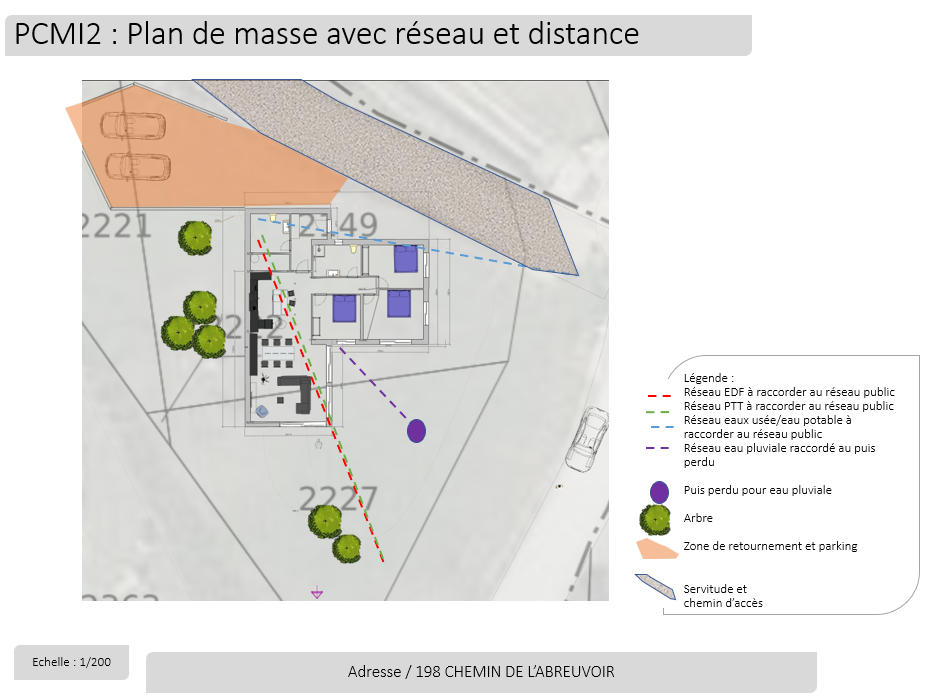 PCMI2 : Plan de masse avec réseau et distance
2221
2149
2227
Légende :
Réseau EDF à raccorder au réseau public
Réseau PTT à raccorder au réseau public
Réseau eaux usée/eau potable à
raccorder au réseau public
Réseau eau pluviale raccordé au puis
perdu
Puis perdu pour eau pluviale
Arbre
Zone de retournement et parking
Servitude et
chemin d’accès
Echelle : 1/200
Adresse / 198 CHEMIN DE L’ABREUVOIR